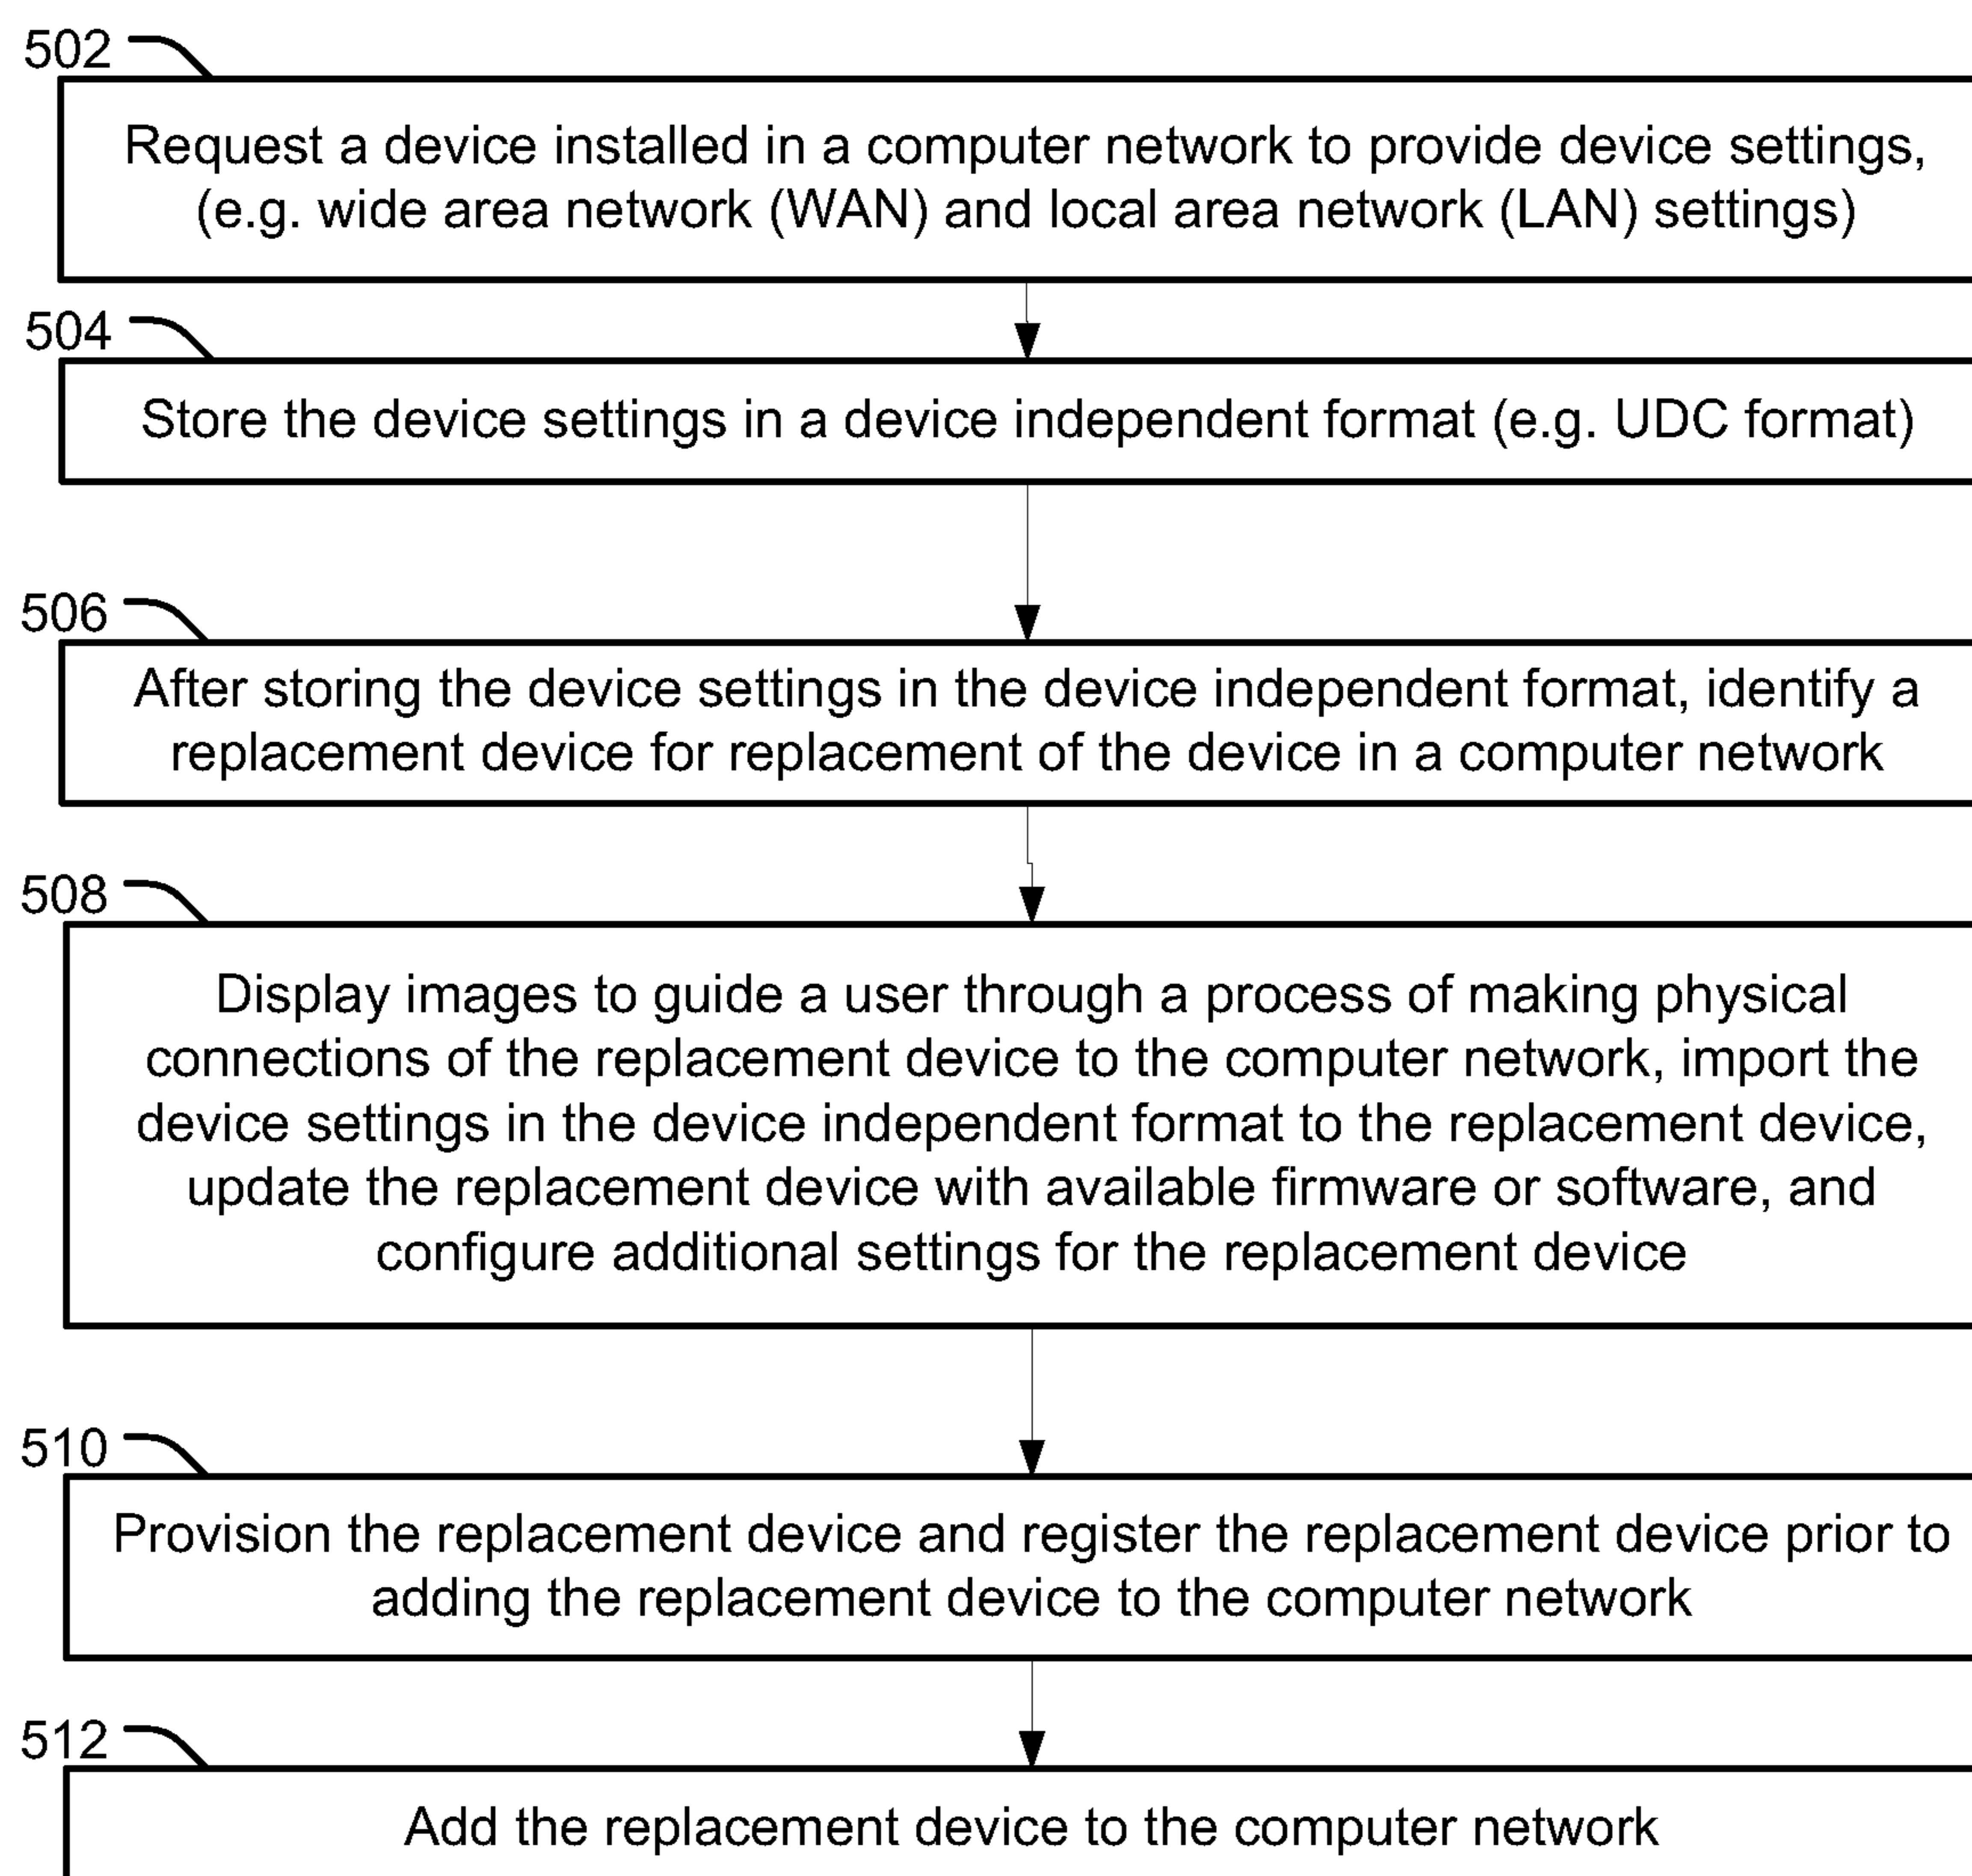 502
Request a device installed in a computer network to provide device settings,
(e.g. wide area network (WAN) and local area network (LAN) settings)
504
Store the device settings in a device independent format (e.g. UDC format)
506
After storing the device settings in the device independent format, identify a
replacement device for replacement of the device in a computer network
508
Display images to guide a user through a process of making physical
connections of the replacement device to the computer network, import the
device settings in the device independent format to the replacement device,
update the replacement device with available firmware or software, and
configure additional settings for the replacement device
510
Provision the replacement device and register the replacement device prior to
adding the replacement device to the computer network
512
Add the replacement device to the computer network